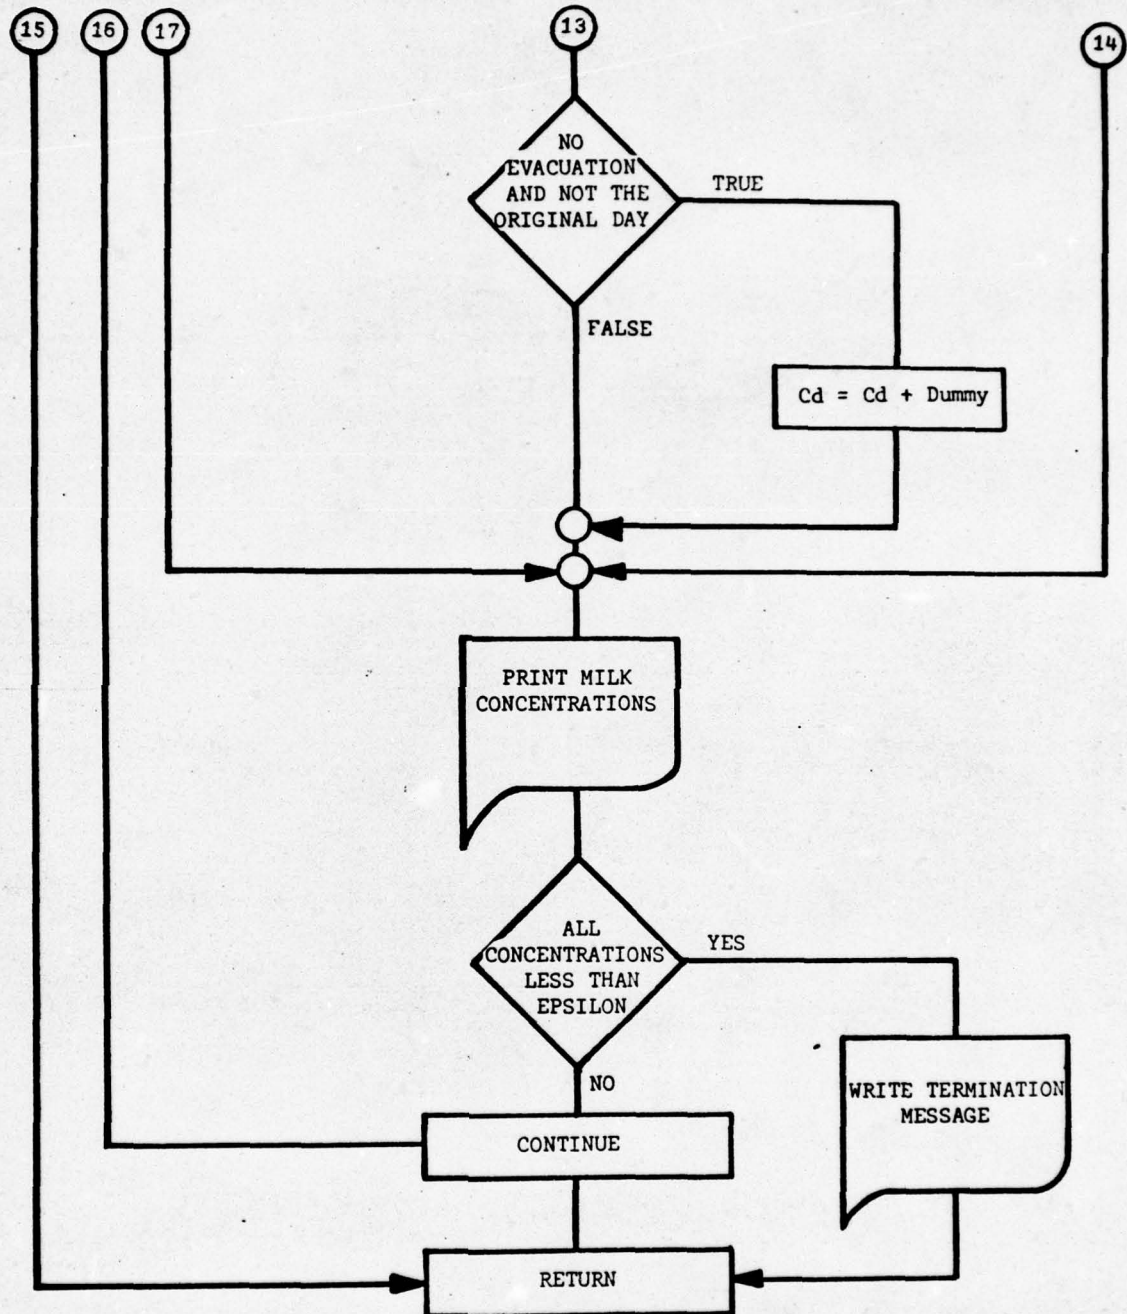 15
16
17
13
14
NO
EVACUATION
AND NOT THE
ORIGINAL DAY
TRUE
FALSE
Cd = Cd + Dummy
PRINT MILK
CONCENTRATIONS
ALL
CONCENTRATIONS
LESS THAN
EPSILON
YES
NO
WRITE TERMINATION
MESSAGE
CONTINUE
RETURN